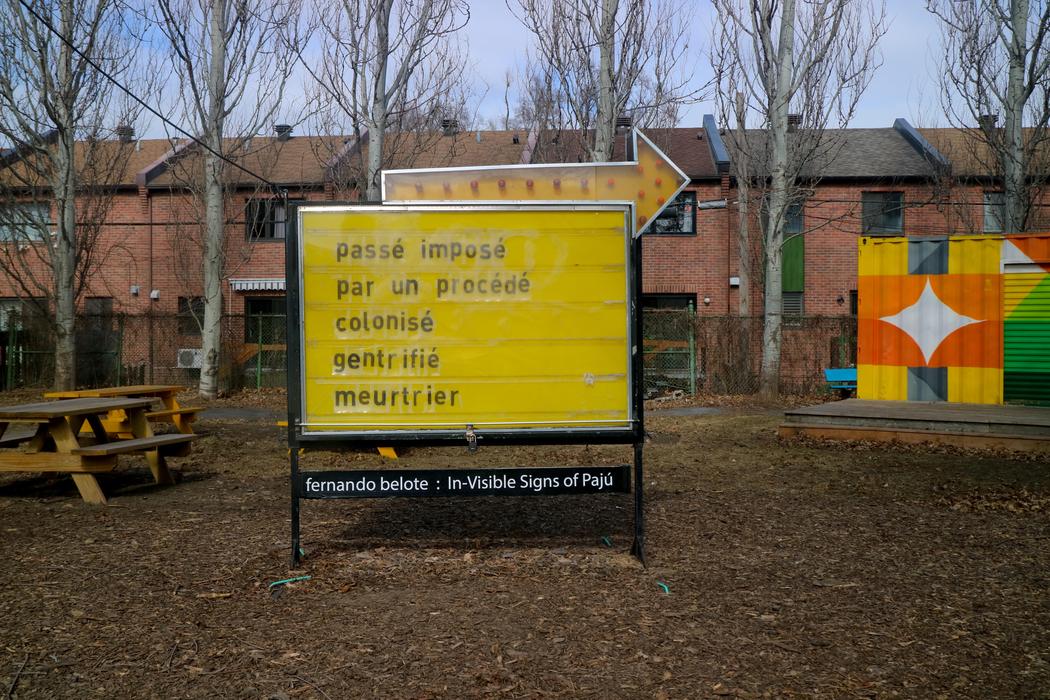 passé imposé
par un procédé
colonisé
gentrifié
meurtrier
fernando belote : In-Visible Signs of Pajú